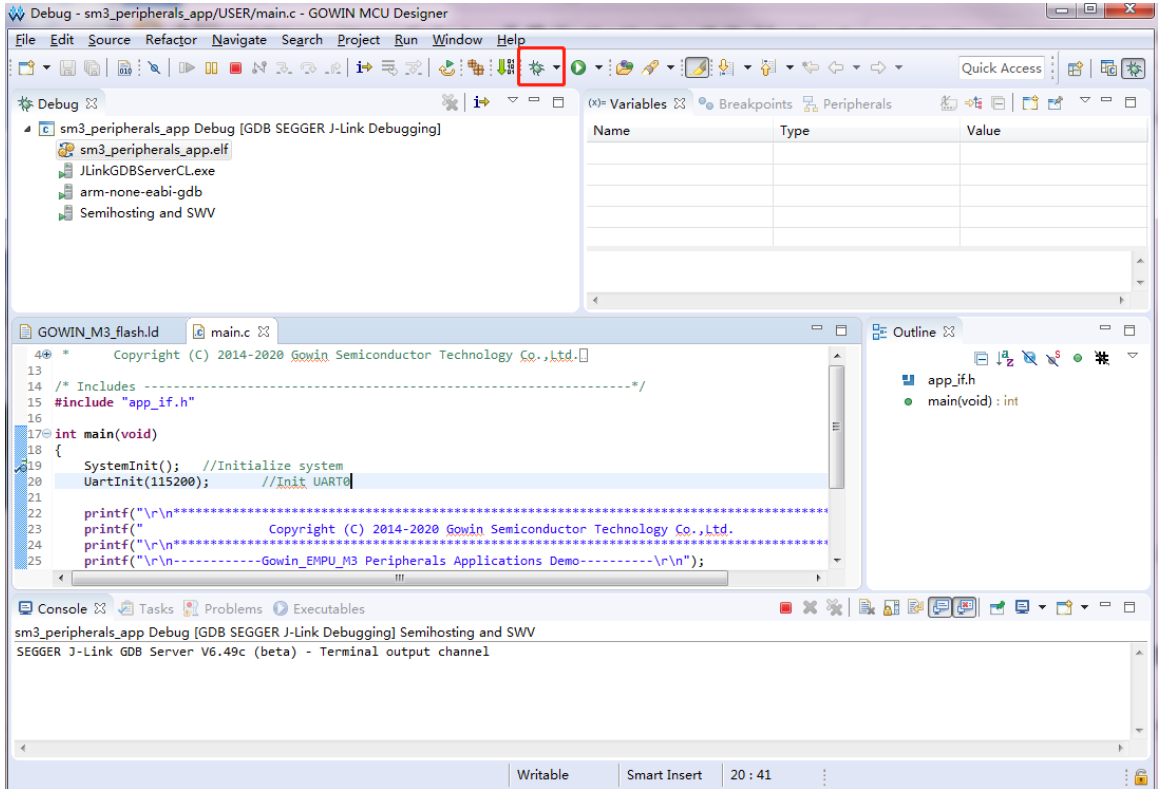 Debug - sm3_peripherals_app/USER/main.c - GOWIN MCU Designer
File Edit Source Refactor Navigate Search Project Run Window Help
Quick Access
Debug
sm3_peripherals_app Debug [GDB SEGGER J-Link Debugging]
sm3_peripherals_app.elf
JLinkGDBServerCL.exe
arm-none-eabi-gdb
Semihosting and SWV
(x)= Variables Breakpoints Peripherals
Name Type Value
GOWIN_M3_flash.ld main.c
4 * Copyright (C) 2014-2020 Gowin Semiconductor Technology Co.,Ltd.
13
14 /* Includes ------------------------------------------------------------------*/
15 #include "app_if.h"
16
17 int main(void)
18 {
19 SystemInit(); //Initialize system
20 UartInit(115200); //Init UART0
21
22 printf("\r\n**********************************************************************************
23 printf(" Copyright (C) 2014-2020 Gowin Semiconductor Technology Co.,Ltd.
24 printf("\r\n**********************************************************************************
25 printf("\r\n------------Gowin_EMPU_M3 Peripherals Applications Demo----------\r\n");
Outline
app_if.h
main(void) : int
Console Tasks Problems Executables
sm3_peripherals_app Debug [GDB SEGGER J-Link Debugging] Semihosting and SWV
SEGGER J-Link GDB Server V6.49c (beta) - Terminal output channel
Writable Smart Insert 20 : 41